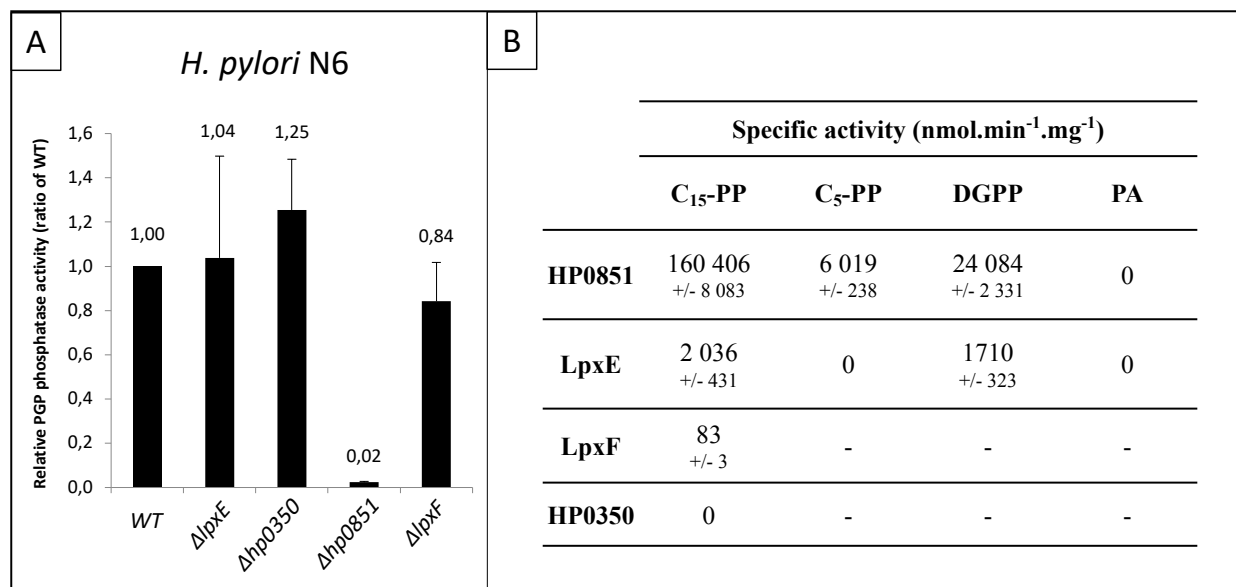 A
H. pylori N6
Relative PGP phosphatase activity (ratio of WT)
1,6
1,4
1,2
1,0
0,8
0,6
0,4
0,2
0,0
1,00
1,04
1,25
0,02
0,84
WT
ΔlpxE
Δhp0350
Δhp0851
ΔlpxF
B
Specific activity (nmol.min⁻¹.mg⁻¹)
C₁₅-PP C₅-PP DGPP PA
HP0851 160 406 6 019 24 084 0
+/- 8 083 +/- 238 +/- 2 331
LpxE 2 036 0 1710 0
+/- 431 +/- 323
LpxF 83 - - -
+/- 3
HP0350 0 - - -